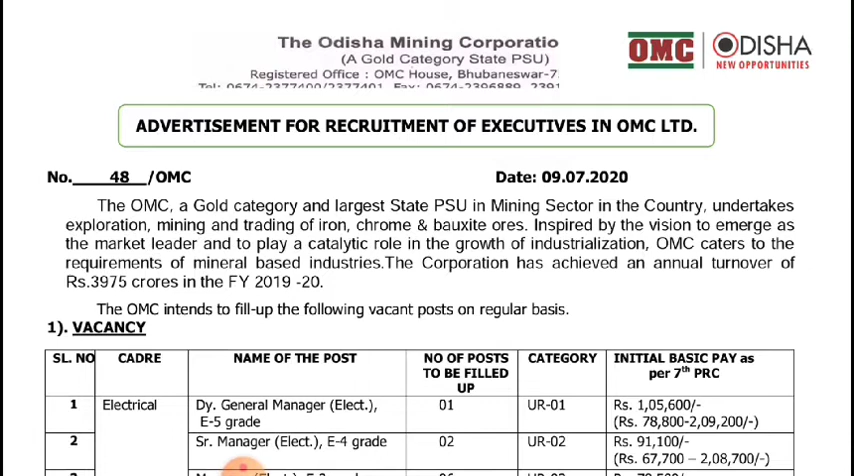 The Odisha Mining Corporatio
(A Gold Category State PSU)
Registered Office : OMC House, Bhubaneswar-7
Tel: 0674-2377400/2377401, Fax: 0674-2396889, 2391
OMC
ODISHA
NEW OPPORTUNITIES
ADVERTISEMENT FOR RECRUITMENT OF EXECUTIVES IN OMC LTD.
No. 48 /OMC Date: 09.07.2020
The OMC, a Gold category and largest State PSU in Mining Sector in the Country, undertakes
exploration, mining and trading of iron, chrome & bauxite ores. Inspired by the vision to emerge as
the market leader and to play a catalytic role in the growth of industrialization, OMC caters to the
requirements of mineral based industries.The Corporation has achieved an annual turnover of
Rs.3975 crores in the FY 2019 -20.
The OMC intends to fill-up the following vacant posts on regular basis.
1). VACANCY
SL. NO CADRE NAME OF THE POST NO OF POSTS TO BE FILLED UP CATEGORY INITIAL BASIC PAY as per 7th PRC
1 Electrical Dy. General Manager (Elect.), E-5 grade 01 UR-01 Rs. 1,05,600/- (Rs. 78,800-2,09,200/-)
2 Sr. Manager (Elect.), E-4 grade 02 UR-02 Rs. 91,100/- (Rs. 67,700 – 2,08,700/-)